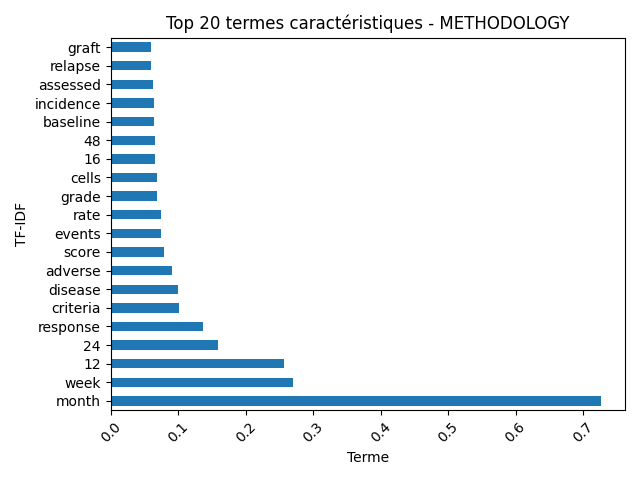 Top 20 termes caractéristiques - METHODOLOGY
graft
relapse
assessed
incidence
baseline
48
16
cells
grade
rate
events
score
adverse
disease
criteria
response
24
12
week
month
TF-IDF
0.0 0.1 0.2 0.3 0.4 0.5 0.6 0.7
Terme